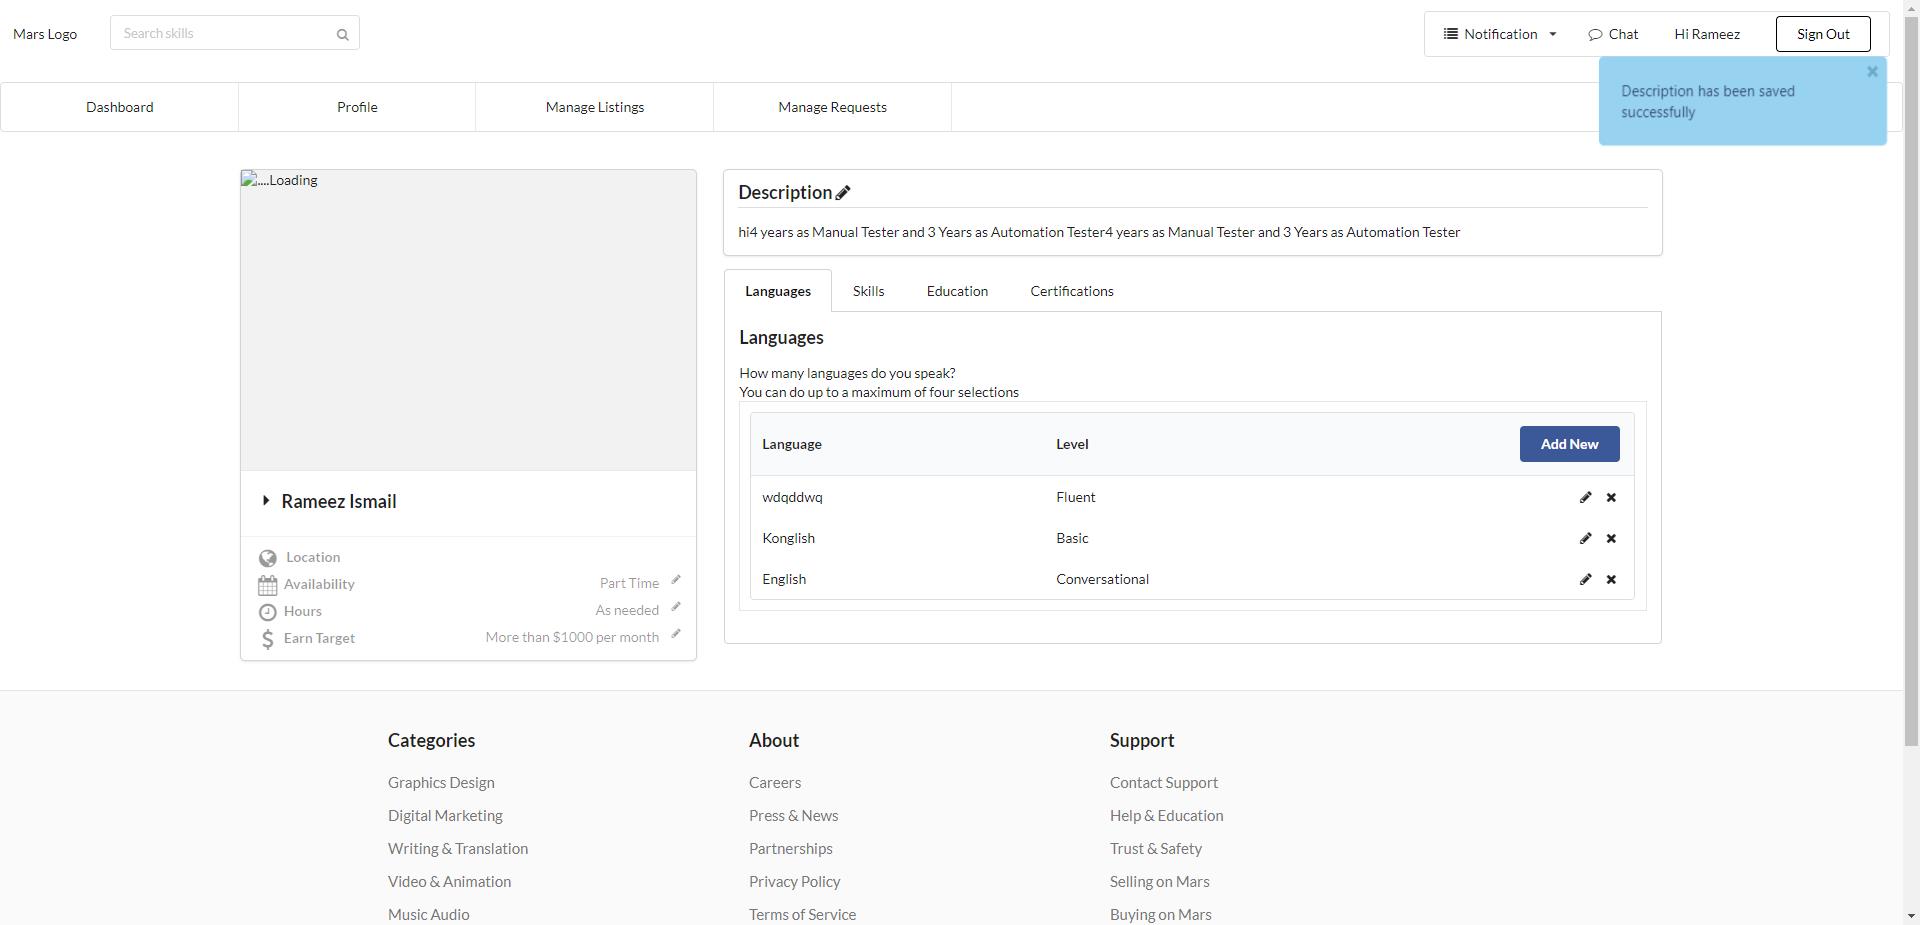 Mars Logo
Search skills
Notification
Chat
Hi Rameez
Sign Out
Description has been saved
successfully
Dashboard
Profile
Manage Listings
Manage Requests
....Loading
Rameez Ismail
Location
Availability
Part Time
Hours
As needed
Earn Target
More than $1000 per month
Description
hi4 years as Manual Tester and 3 Years as Automation Tester4 years as Manual Tester and 3 Years as Automation Tester
Languages
Skills
Education
Certifications
Languages
How many languages do you speak?
You can do up to a maximum of four selections
Language
Level
Add New
wdqddwq
Fluent
Konglish
Basic
English
Conversational
Categories
Graphics Design
Digital Marketing
Writing & Translation
Video & Animation
Music Audio
About
Careers
Press & News
Partnerships
Privacy Policy
Terms of Service
Support
Contact Support
Help & Education
Trust & Safety
Selling on Mars
Buying on Mars